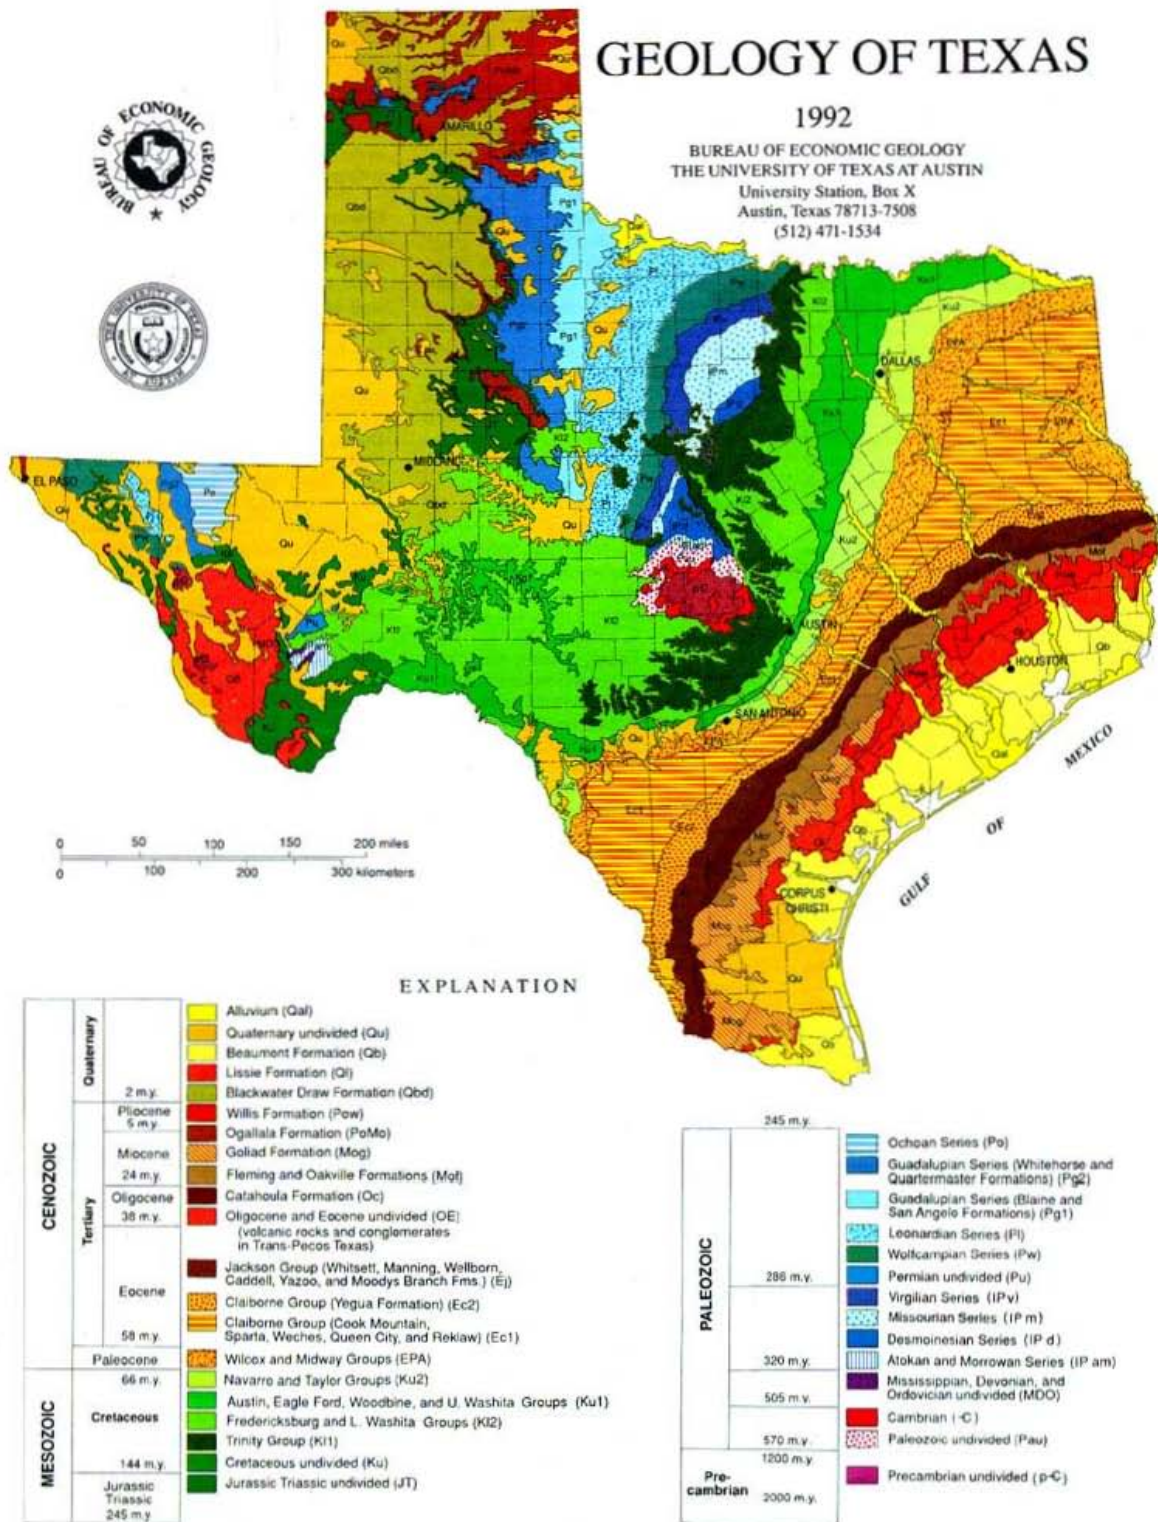 GEOLOGY OF TEXAS
1992
BUREAU OF ECONOMIC GEOLOGY
THE UNIVERSITY OF TEXAS AT AUSTIN
University Station, Box X
Austin, Texas 78713-7508
(512) 471-1534
BUREAU OF ECONOMIC GEOLOGY
THE UNIVERSITY OF TEXAS
AT AUSTIN
AMARILLO
DALLAS
MIDLAND
EL PASO
AUSTIN
HOUSTON
SAN ANTONIO
CORPUS
CHRISTI
GULF OF MEXICO
0 50 100 150 200 miles
0 100 200 300 kilometers
EXPLANATION
CENOZOIC
Quaternary
2 m.y.
Tertiary
Pliocene
5 m.y.
Miocene
24 m.y.
Oligocene
38 m.y.
Eocene
58 m.y.
Paleocene
MESOZOIC
66 m.y.
Cretaceous
144 m.y.
Jurassic
Triassic
245 m.y
Alluvium (Qal)
Quaternary undivided (Qu)
Beaumont Formation (Qb)
Lissie Formation (Ql)
Blackwater Draw Formation (Qbd)
Willis Formation (Pow)
Ogallala Formation (PoMo)
Goliad Formation (Mog)
Fleming and Oakville Formations (Mof)
Catahoula Formation (Oc)
Oligocene and Eocene undivided (OE)
(volcanic rocks and conglomerates
in Trans-Pecos Texas)
Jackson Group (Whitsett, Manning, Wellborn,
Caddell, Yazoo, and Moodys Branch Fms.) (Ej)
Claiborne Group (Yegua Formation) (Ec2)
Claiborne Group (Cook Mountain,
Sparta, Weches, Queen City, and Reklaw) (Ec1)
Wilcox and Midway Groups (EPA)
Navarro and Taylor Groups (Ku2)
Austin, Eagle Ford, Woodbine, and U. Washita Groups (Ku1)
Fredericksburg and L. Washita Groups (Kl2)
Trinity Group (Kl1)
Cretaceous undivided (Ku)
Jurassic Triassic undivided (JT)
PALEOZOIC
245 m.y.
286 m.y.
320 m.y.
505 m.y.
570 m.y.
Pre-
cambrian
1200 m.y
2000 m.y.
Ochoan Series (Po)
Guadalupian Series (Whitehorse and
Quartermaster Formations) (Pg2)
Guadalupian Series (Blaine and
San Angelo Formations) (Pg1)
Leonardian Series (Pl)
Wolfcampian Series (Pw)
Permian undivided (Pu)
Virgilian Series (IPv)
Missourian Series (IPm)
Desmoinesian Series (IPd)
Atokan and Morrowan Series (IPam)
Mississippian, Devonian, and
Ordovician undivided (MDO)
Cambrian (-C)
Paleozoic undivided (Pau)
Precambrian undivided (p-C)